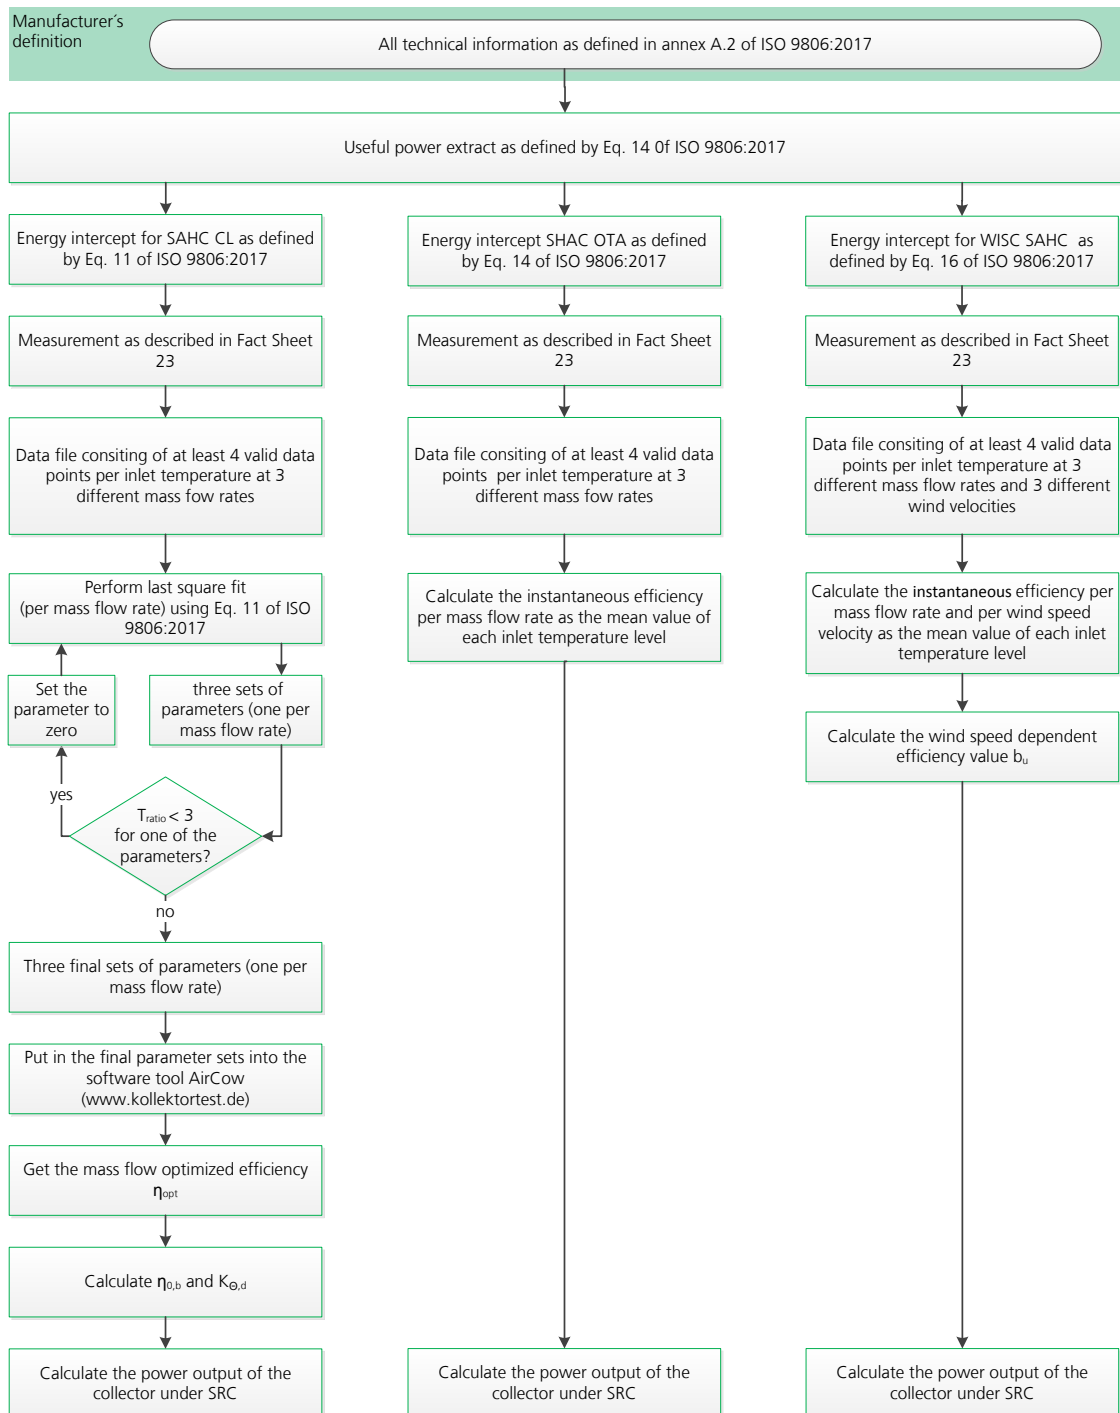 Manufacturer´s
definition
All technical information as defined in annex A.2 of ISO 9806:2017
Useful power extract as defined by Eq. 14 0f ISO 9806:2017
Energy intercept for SAHC CL as defined
by Eq. 11 of ISO 9806:2017
Measurement as described in Fact Sheet
23
Data file consiting of at least 4 valid data
points per inlet temperature at 3
different mass fow rates
Perform last square fit
(per mass flow rate) using Eq. 11 of ISO
9806:2017
Set the
parameter to
zero
three sets of
parameters (one per
mass flow rate)
yes
Tratio < 3
for one of the
parameters?
no
Three final sets of parameters (one per
mass flow rate)
Put in the final parameter sets into the
software tool AirCow
(www.kollektortest.de)
Get the mass flow optimized efficiency
ηopt
Calculate η0,b and KΘ,d
Calculate the power output of the
collector under SRC
Energy intercept SHAC OTA as defined
by Eq. 14 of ISO 9806:2017
Measurement as described in Fact Sheet
23
Data file consiting of at least 4 valid data
points per inlet temperature at 3
different mass fow rates
Calculate the instantaneous efficiency
per mass flow rate as the mean value of
each inlet temperature level
Calculate the power output of the
collector under SRC
Energy intercept for WISC SAHC as
defined by Eq. 16 of ISO 9806:2017
Measurement as described in Fact Sheet
23
Data file consiting of at least 4 valid data
points per inlet temperature at 3
different mass flow rates and 3 different
wind velocities
Calculate the instantaneous efficiency per
mass flow rate and per wind speed
velocity as the mean value of each inlet
temperature level
Calculate the wind speed dependent
efficiency value bu
Calculate the power output of the
collector under SRC